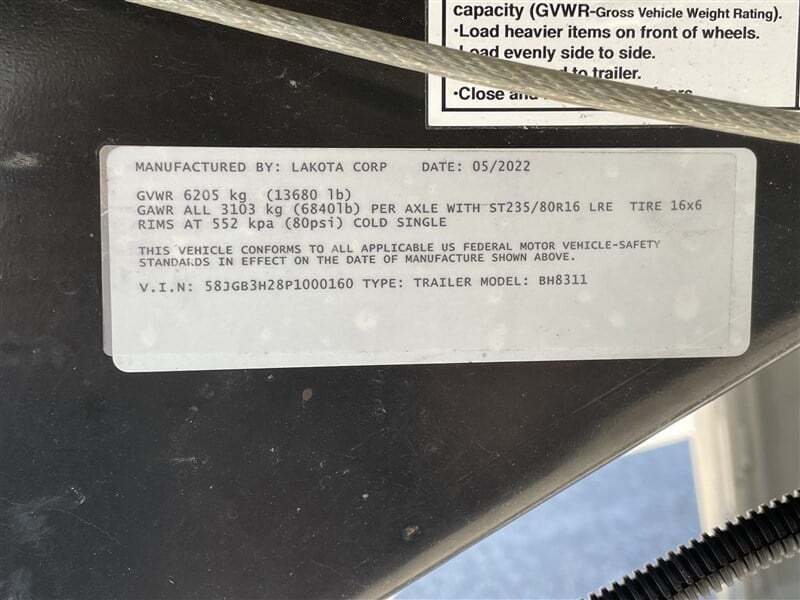 capacity (GVWR-Gross Vehicle Weight Rating).
•Load heavier items on front of wheels.
Load evenly side to side.
to trailer.
•Close and
MANUFACTURED BY: LAKOTA CORP DATE: 05/2022
GVWR 6205 kg (13680 lb)
GAWR ALL 3103 kg (6840lb) PER AXLE WITH ST235/80R16 LRE TIRE 16x6
RIMS AT 552 kpa (80psi) COLD SINGLE
THIS VEHICLE CONFORMS TO ALL APPLICABLE US FEDERAL MOTOR VEHICLE-SAFETY
STANDARDS IN EFFECT ON THE DATE OF MANUFACTURE SHOWN ABOVE.
V.I.N: 58JGB3H28P1000160 TYPE: TRAILER MODEL: BH8311